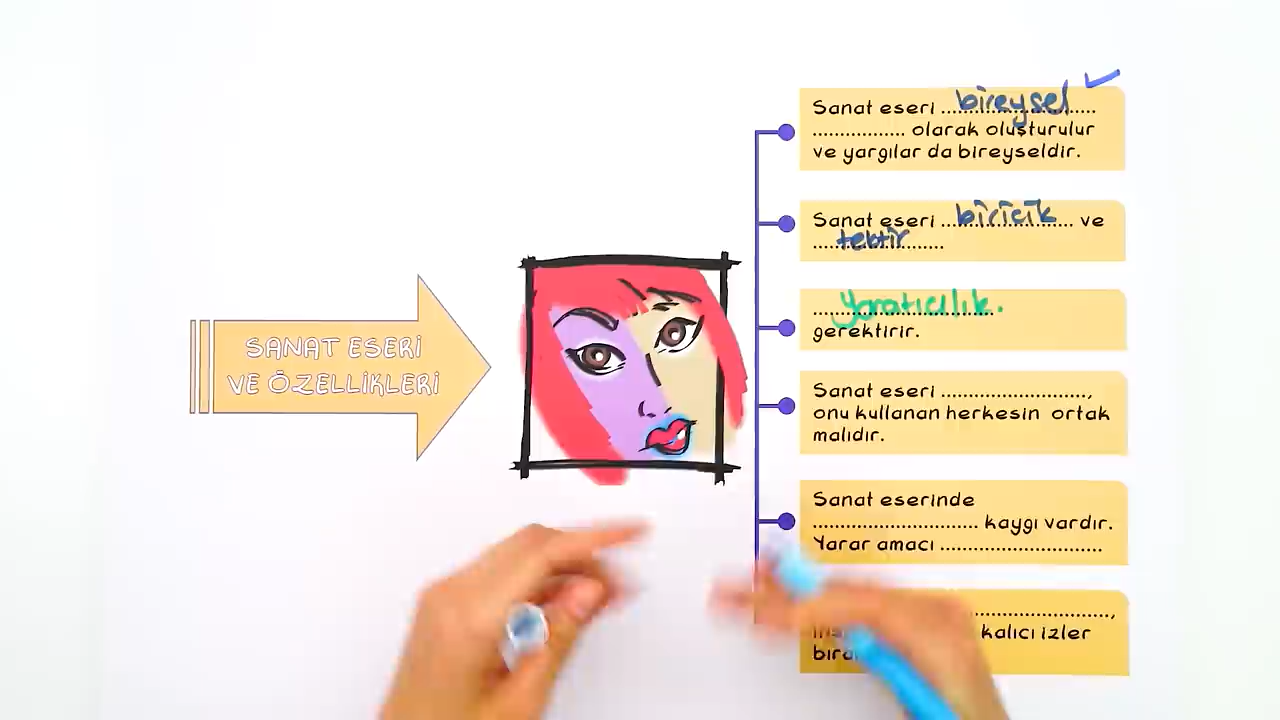 SANAT ESERİ
VE ÖZELLİKLERİ
Sanat eseri ..... bireysel .....
................. olarak oluşturulur
ve yargılar da bireyseldir.
Sanat eseri ..... biricik ..... ve
..... tektir .....
..... yaratıcılık.
gerektirir.
Sanat eseri ..........................,
onu kullanan herkesin ortak
malıdır.
Sanat eserinde
.............................. kaygı vardır.
Yarar amacı .............................
kalıcı izler